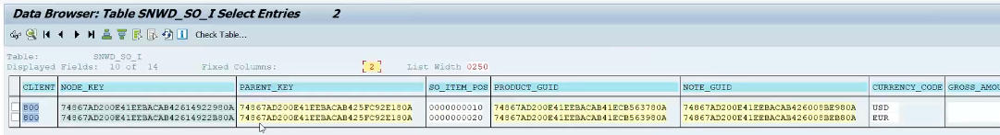 Data Browser: Table SNWD_SO_I Select Entries 2
Check Table...
Table: SNWD_SO_I
Displayed Fields: 10 of 14 Fixed Columns: 2 List Width 0250
CLIENT NODE_KEY PARENT_KEY SO_ITEM_POS PRODUCT_GUID NOTE_GUID CURRENCY_CODE GROSS_AMOU
800 74867AD200E41EEBACAB42614922980A 74867AD200E41EEBACAB425FC92E180A 0000000010 74867AD200E41EEBACAB41ECB563780A 74867AD200E41EEBACAB426008BE980A USD
800 74867AD200E41EEBACAB42614922B80A 74867AD200E41EEBACAB425FC92E180A 0000000020 74867AD200E41EEBACAB41ECB563980A 74867AD200E41EEBACAB426008BEB80A EUR